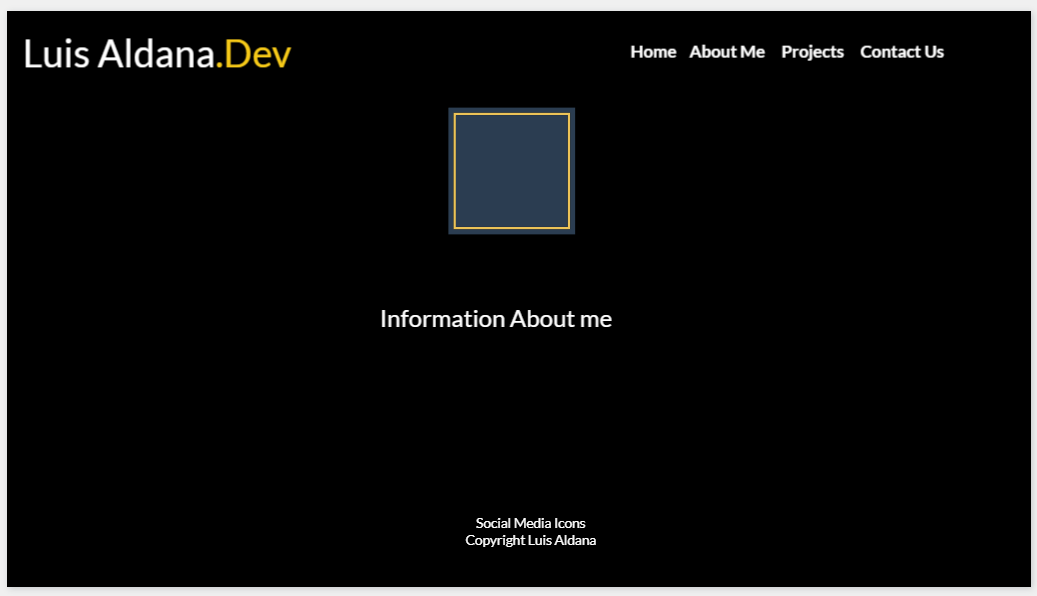 Luis Aldana.Dev
Home About Me Projects Contact Us
Information About me
Social Media Icons
Copyright Luis Aldana